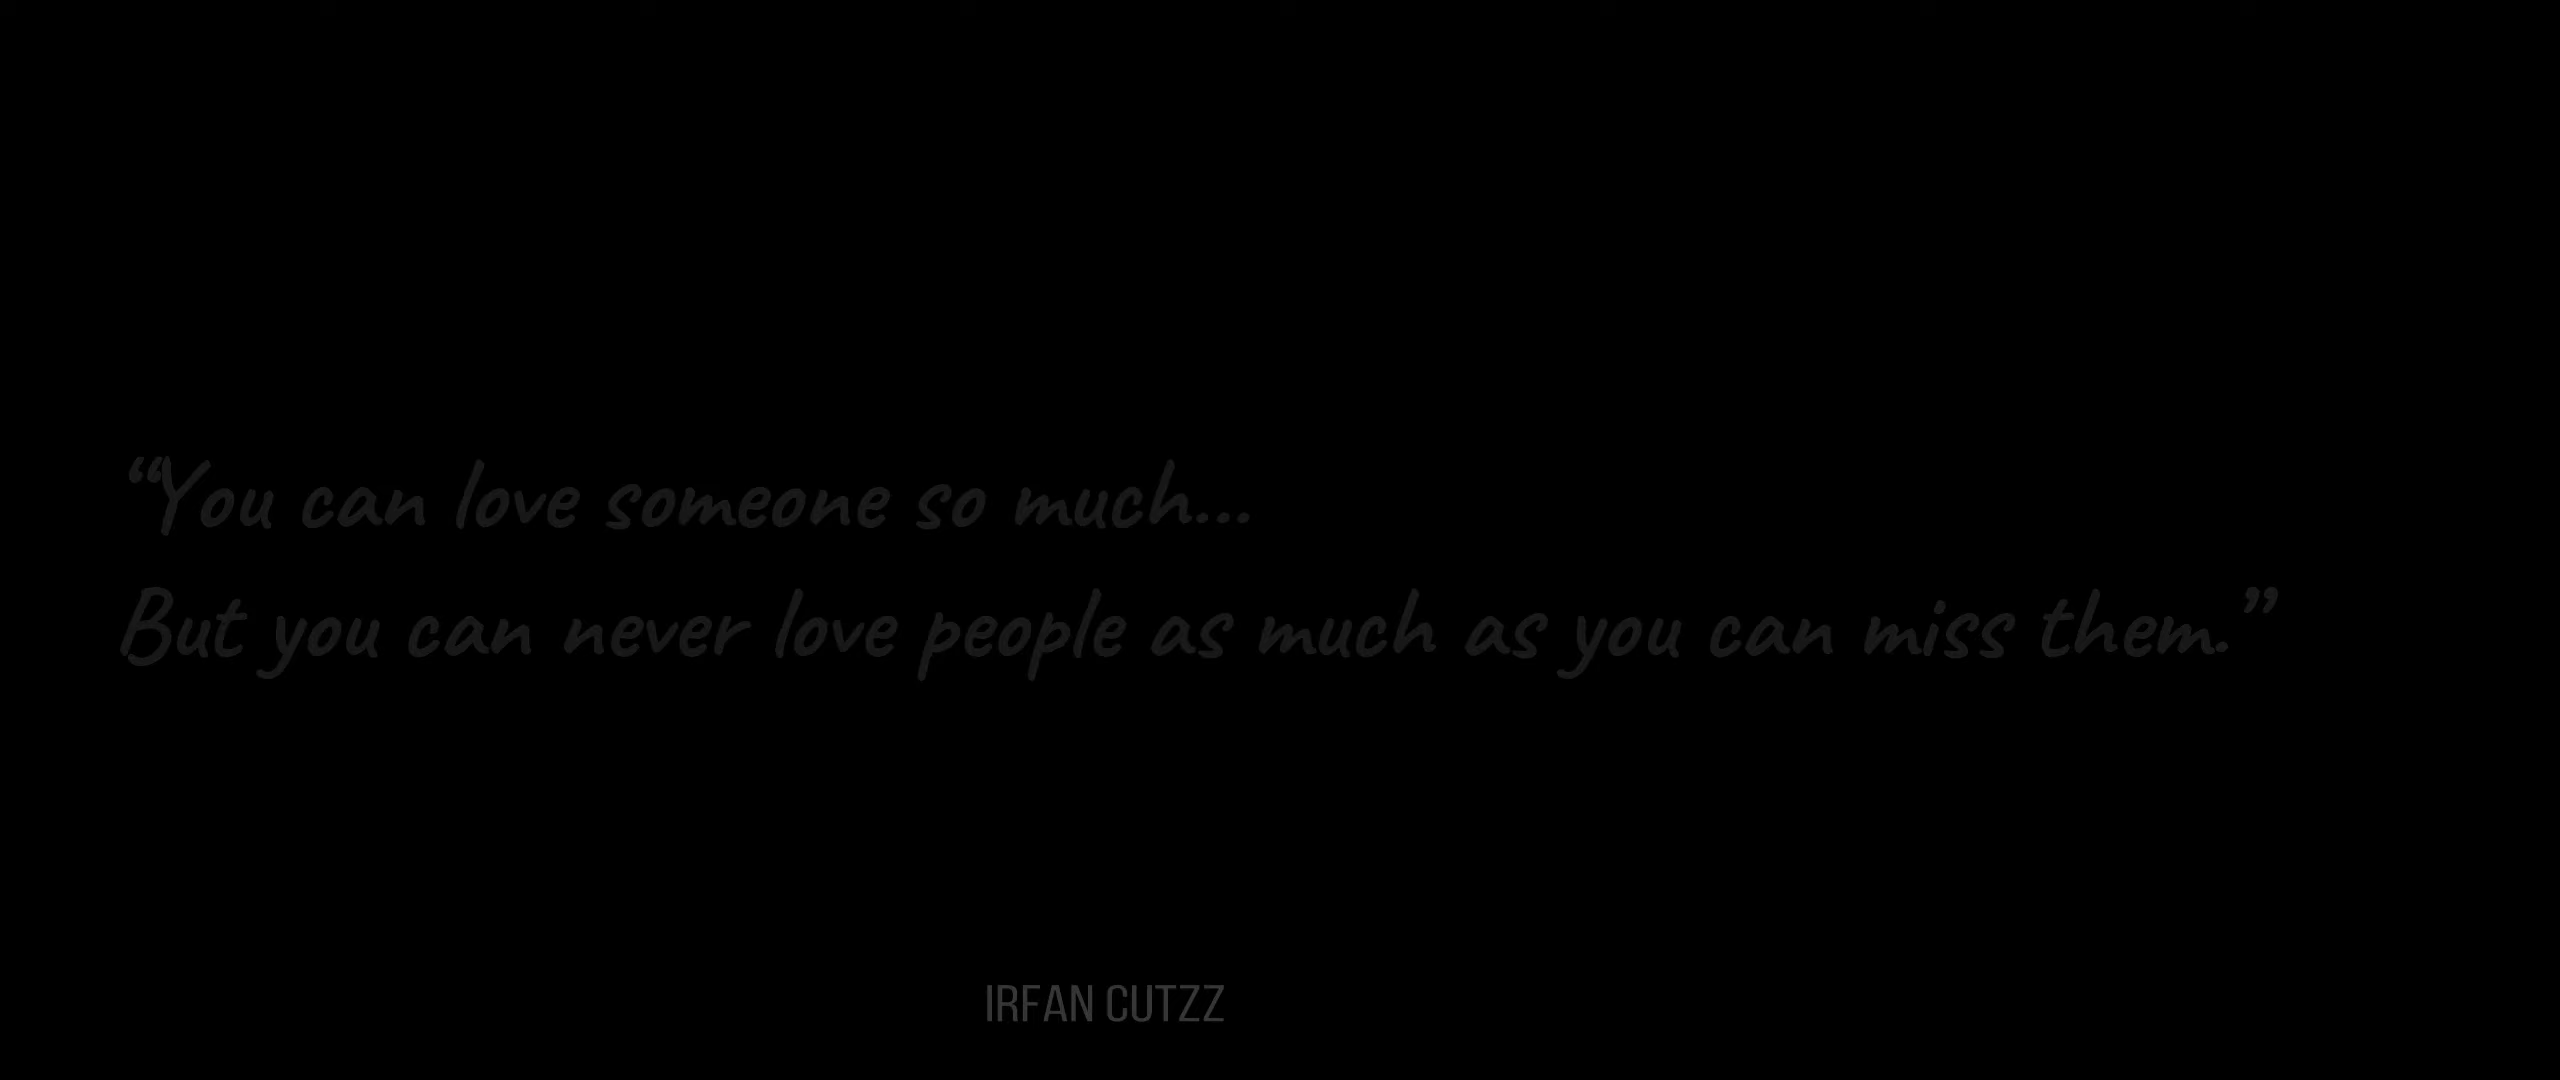 “You can love someone so much...
But you can never love people as much as you can miss them.”
IRFAN CUTZZ